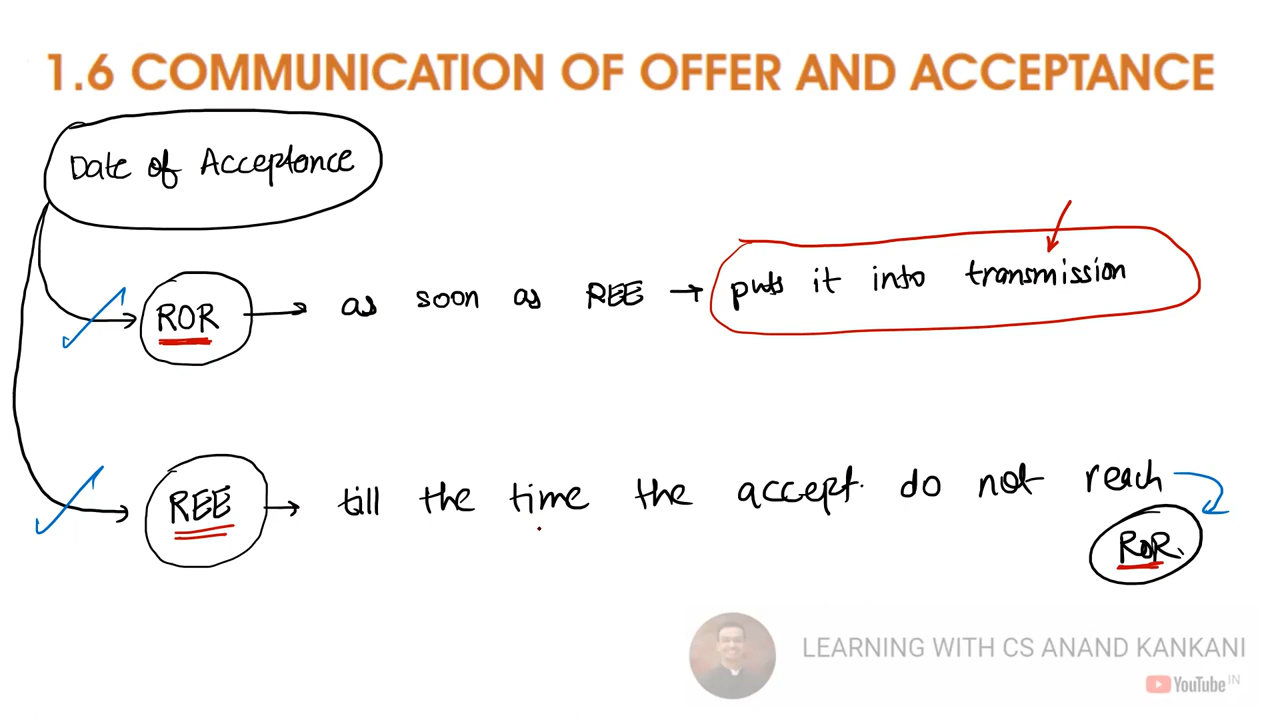 1.6 COMMUNICATION OF OFFER AND ACCEPTANCE
Date of Acceptance
ROR → as soon as REE → puts it into transmission
REE → till the time the accept. do not reach
ROR.
LEARNING WITH CS ANAND KANKANI
YouTube IN